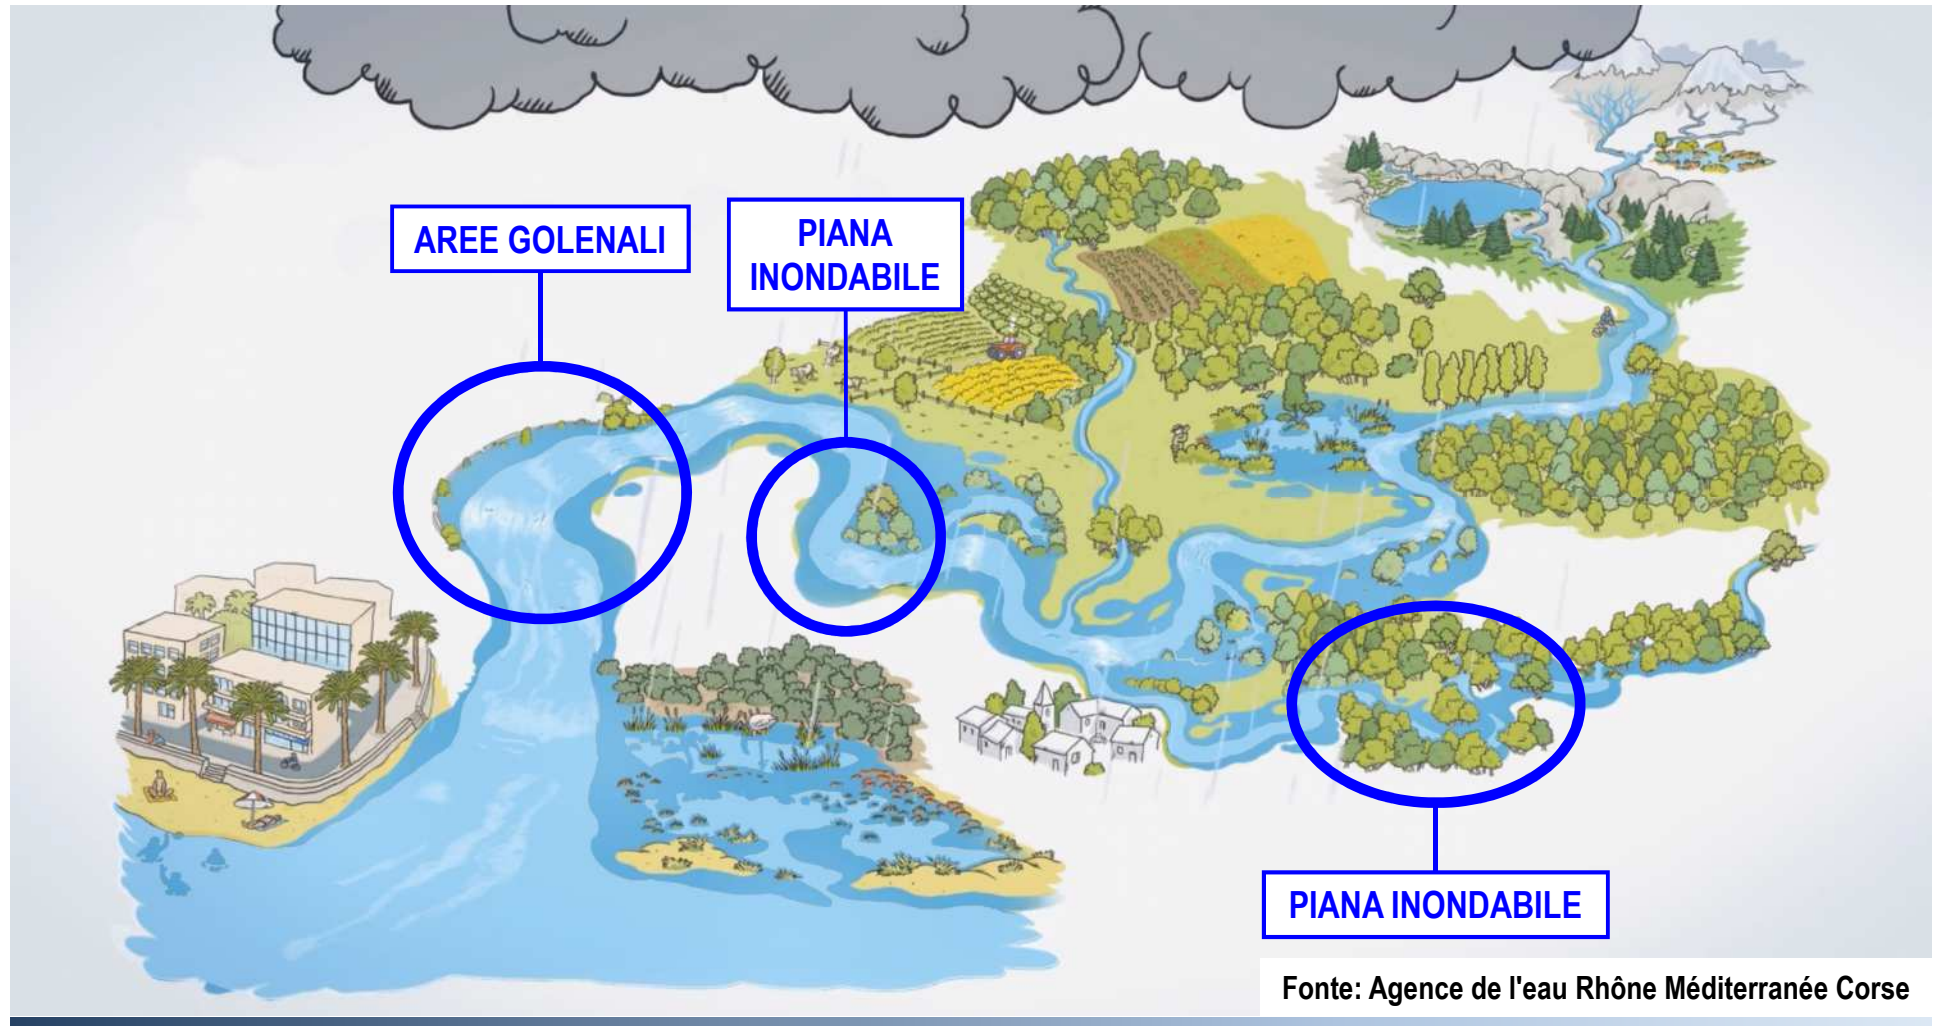 AREE GOLENALI
PIANA
INONDABILE
PIANA INONDABILE
Fonte: Agence de l'eau Rhône Méditerranée Corse